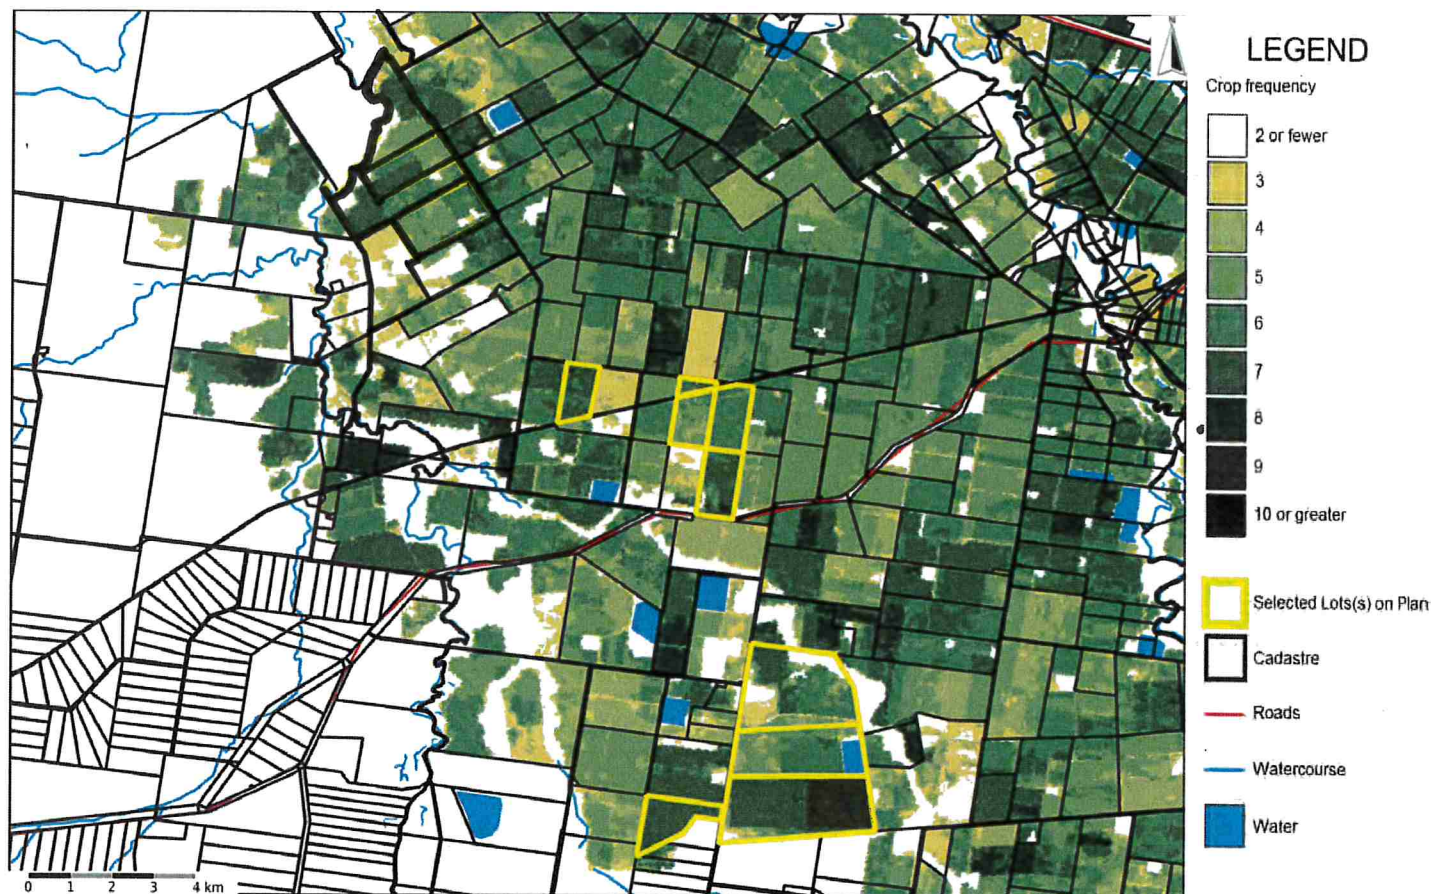 LEGEND
Crop frequency
2 or fewer
3
4
5
6
7
8
9
10 or greater
Selected Lots(s) on Plan
Cadastre
Roads
Watercourse
Water
0 1 2 3 4 km